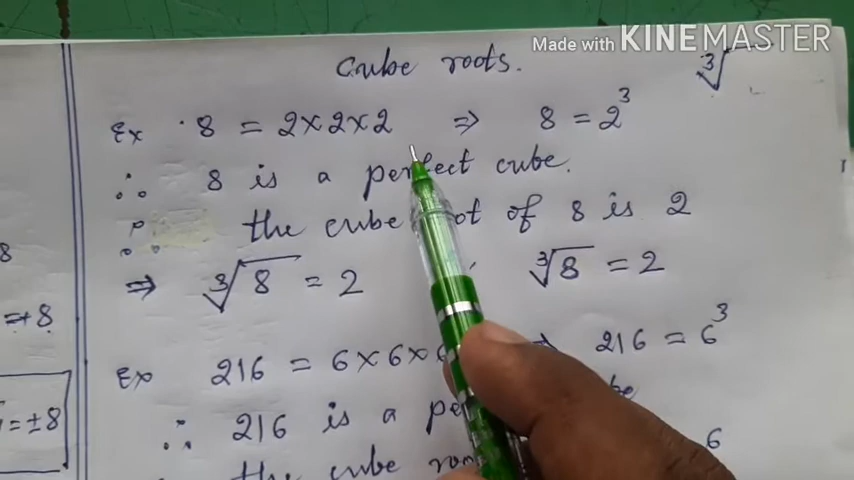 Made with KINEMASTER
Cube roots. ∛
Ex 8 = 2×2×2 ⇒ 8 = 2³
∴ 8 is a perfect cube.
∴ the cube of 8 is 2
⇒ ∛8 = 2 ∛8 = 2
Ex 216 = 6×6×6 ⇒ 216 = 6³
∴ 216 is a
the cube 6
8
=+8
=±8